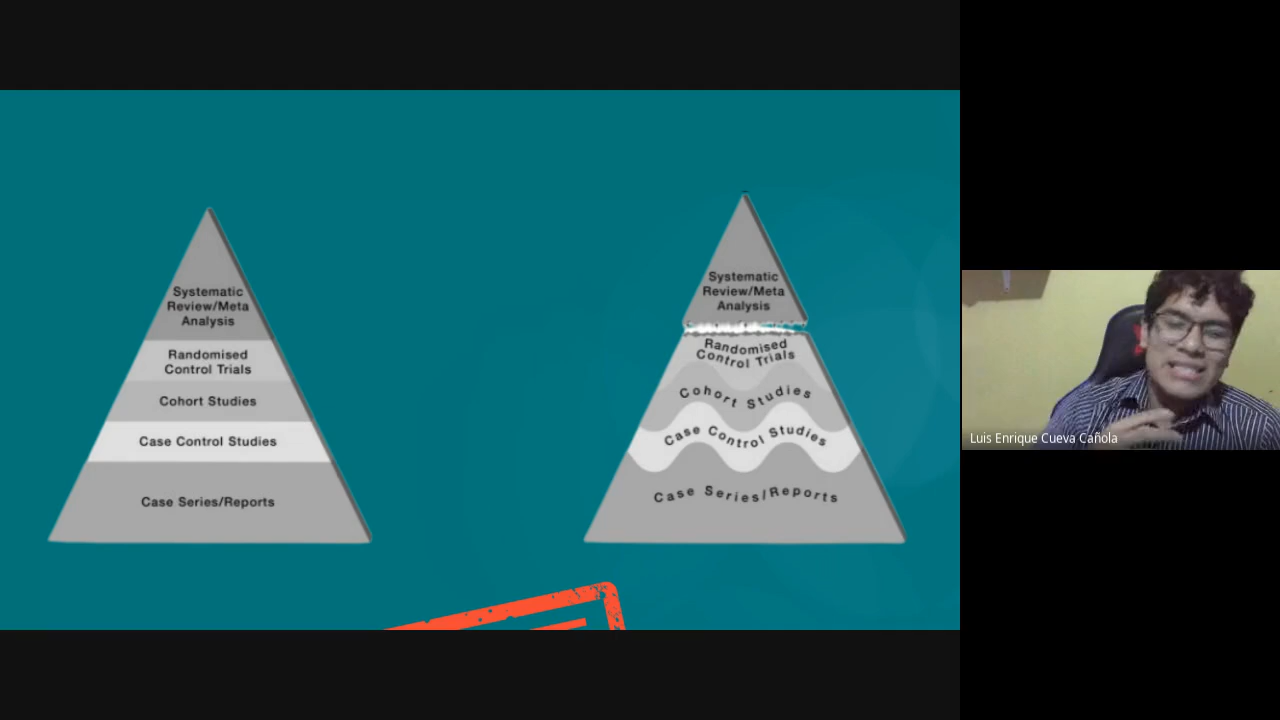 Systematic
Review/Meta
Analysis
Randomised
Control Trials
Cohort Studies
Case Control Studies
Case Series/Reports
Systematic
Review/Meta
Analysis
Randomised
Control Trials
Cohort Studies
Case Control Studies
Case Series/Reports
Luis Enrique Cueva Cañola